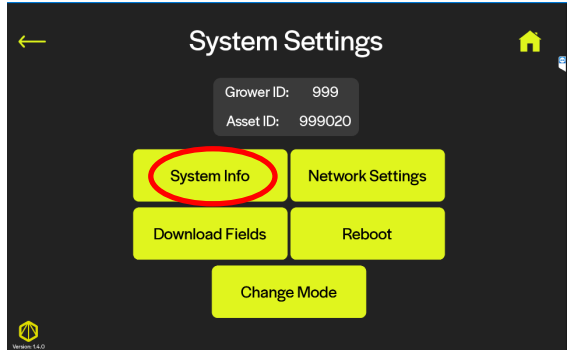 System Settings
Grower ID: 999
Asset ID: 999020
System Info
Network Settings
Download Fields
Reboot
Change Mode
Version: 1.4.0